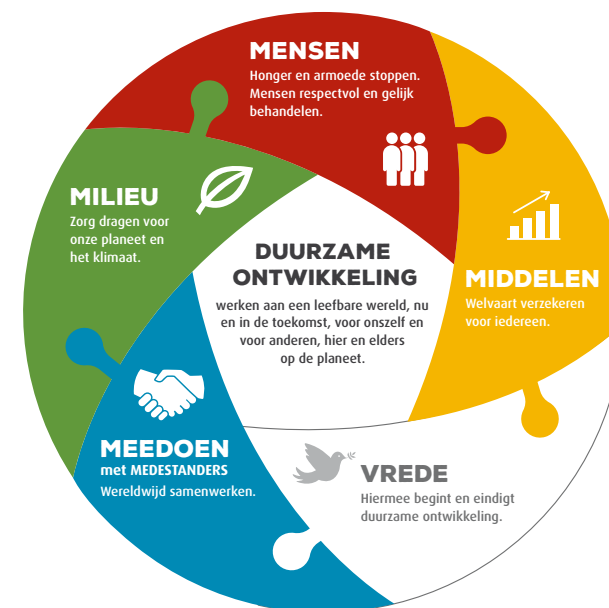 MENSEN
Honger en armoede stoppen.
Mensen respectvol en gelijk
behandelen.
MILIEU
Zorg dragen voor
onze planeet en
het klimaat.
DUURZAME
ONTWIKKELING
werken aan een leefbare wereld, nu
en in de toekomst, voor onszelf en
voor anderen, hier en elders
op de planeet.
MIDDELEN
Welvaart verzekeren
voor iedereen.
MEEDOEN
met MEDESTANDERS
Wereldwijd samenwerken.
VREDE
Hiermee begint en eindigt
duurzame ontwikkeling.